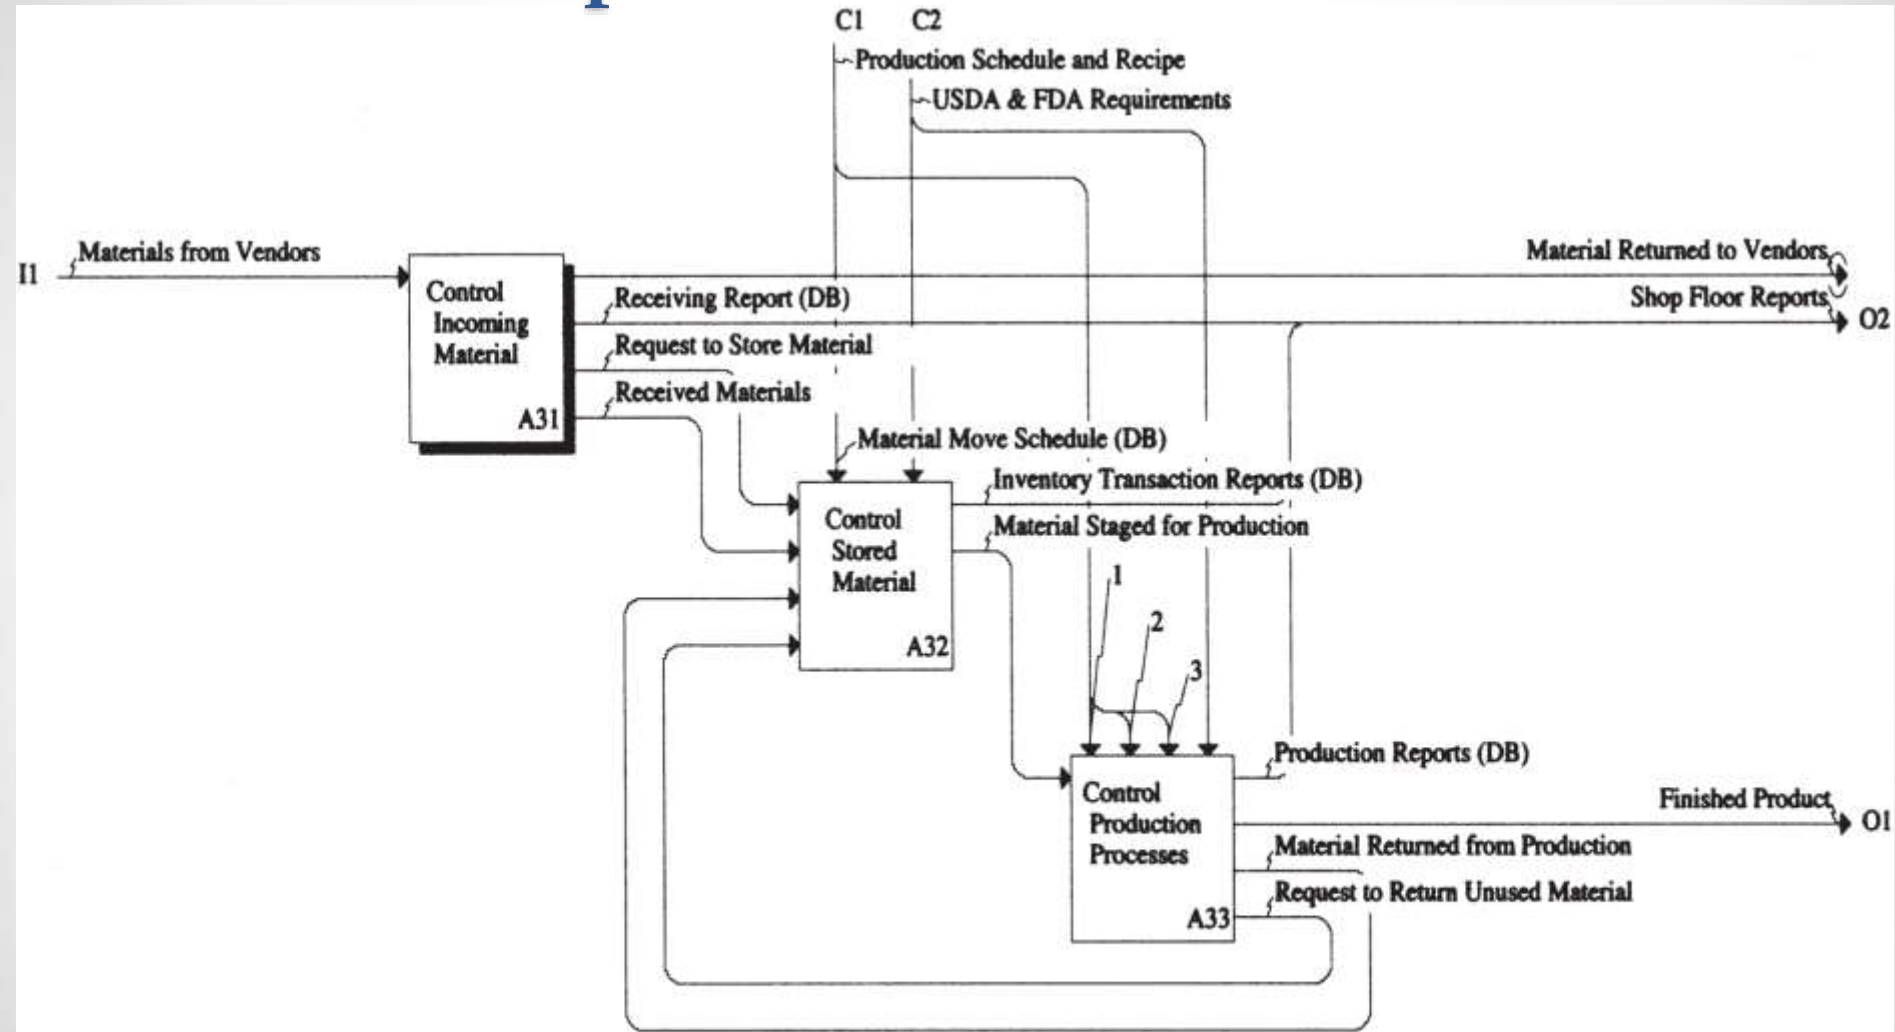 C1 C2
Production Schedule and Recipe
USDA & FDA Requirements
Materials from Vendors
I1
Material Returned to Vendors
Control
Incoming
Material
A31
Receiving Report (DB)
Shop Floor Reports
O2
Request to Store Material
Received Materials
Material Move Schedule (DB)
Inventory Transaction Reports (DB)
Control
Stored
Material
A32
Material Staged for Production
1
2
3
Production Reports (DB)
Control
Production
Processes
A33
Finished Product
O1
Material Returned from Production
Request to Return Unused Material